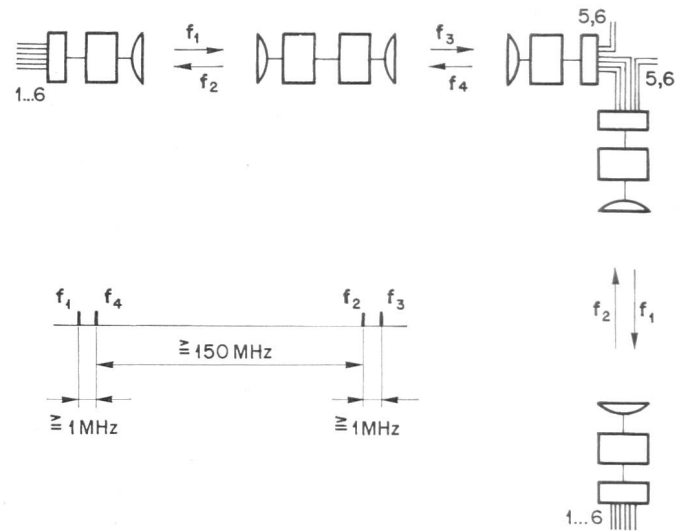 f₁
f₂
1...6
f₃
f₄
5,6
5,6
f₁
f₄
f₂
f₃
≧150 MHz
≧1MHz
≧1MHz
f₂
f₁
1...6